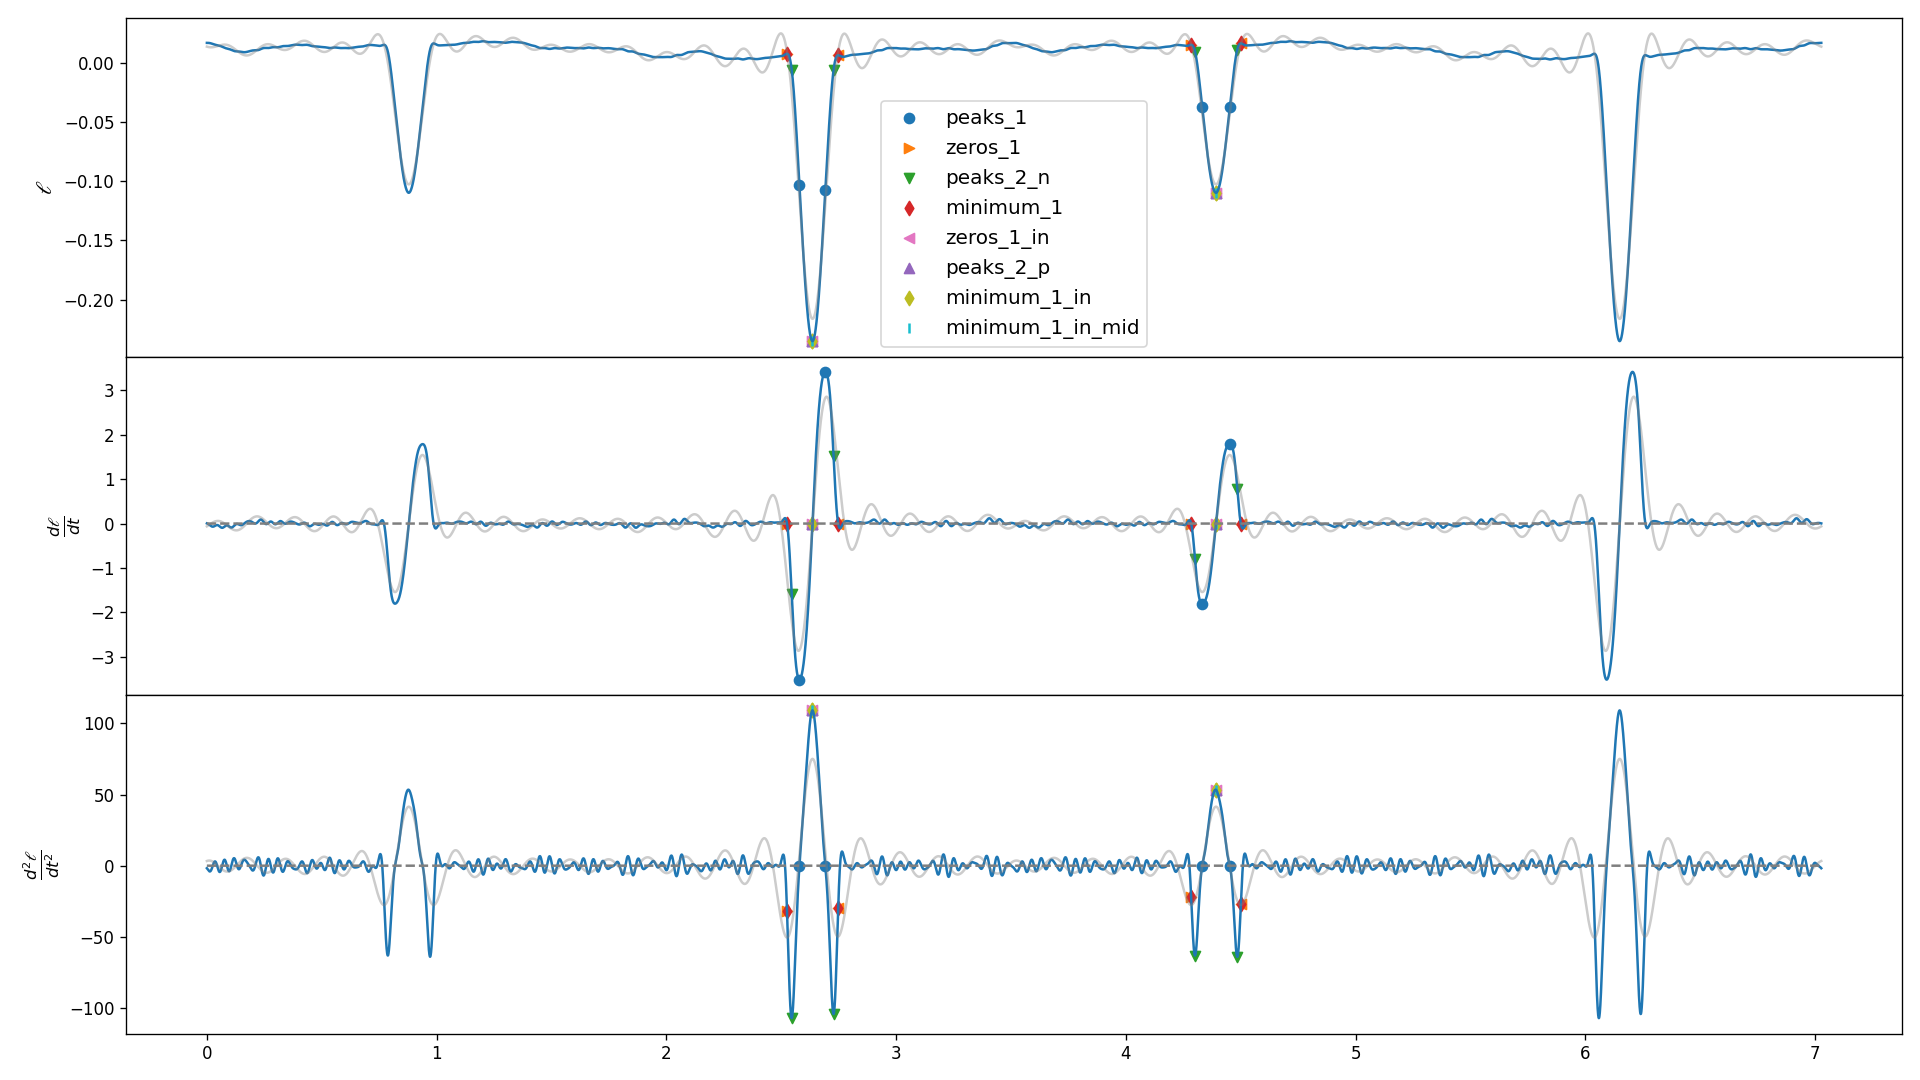 0.00
−0.05
−0.10
−0.15
−0.20
ℓ
peaks_1
zeros_1
peaks_2_n
minimum_1
zeros_1_in
peaks_2_p
minimum_1_in
minimum_1_in_mid
3
2
1
0
−1
−2
−3
dℓ
dt
100
50
0
−50
−100
d²ℓ
dt²
0 1 2 3 4 5 6 7